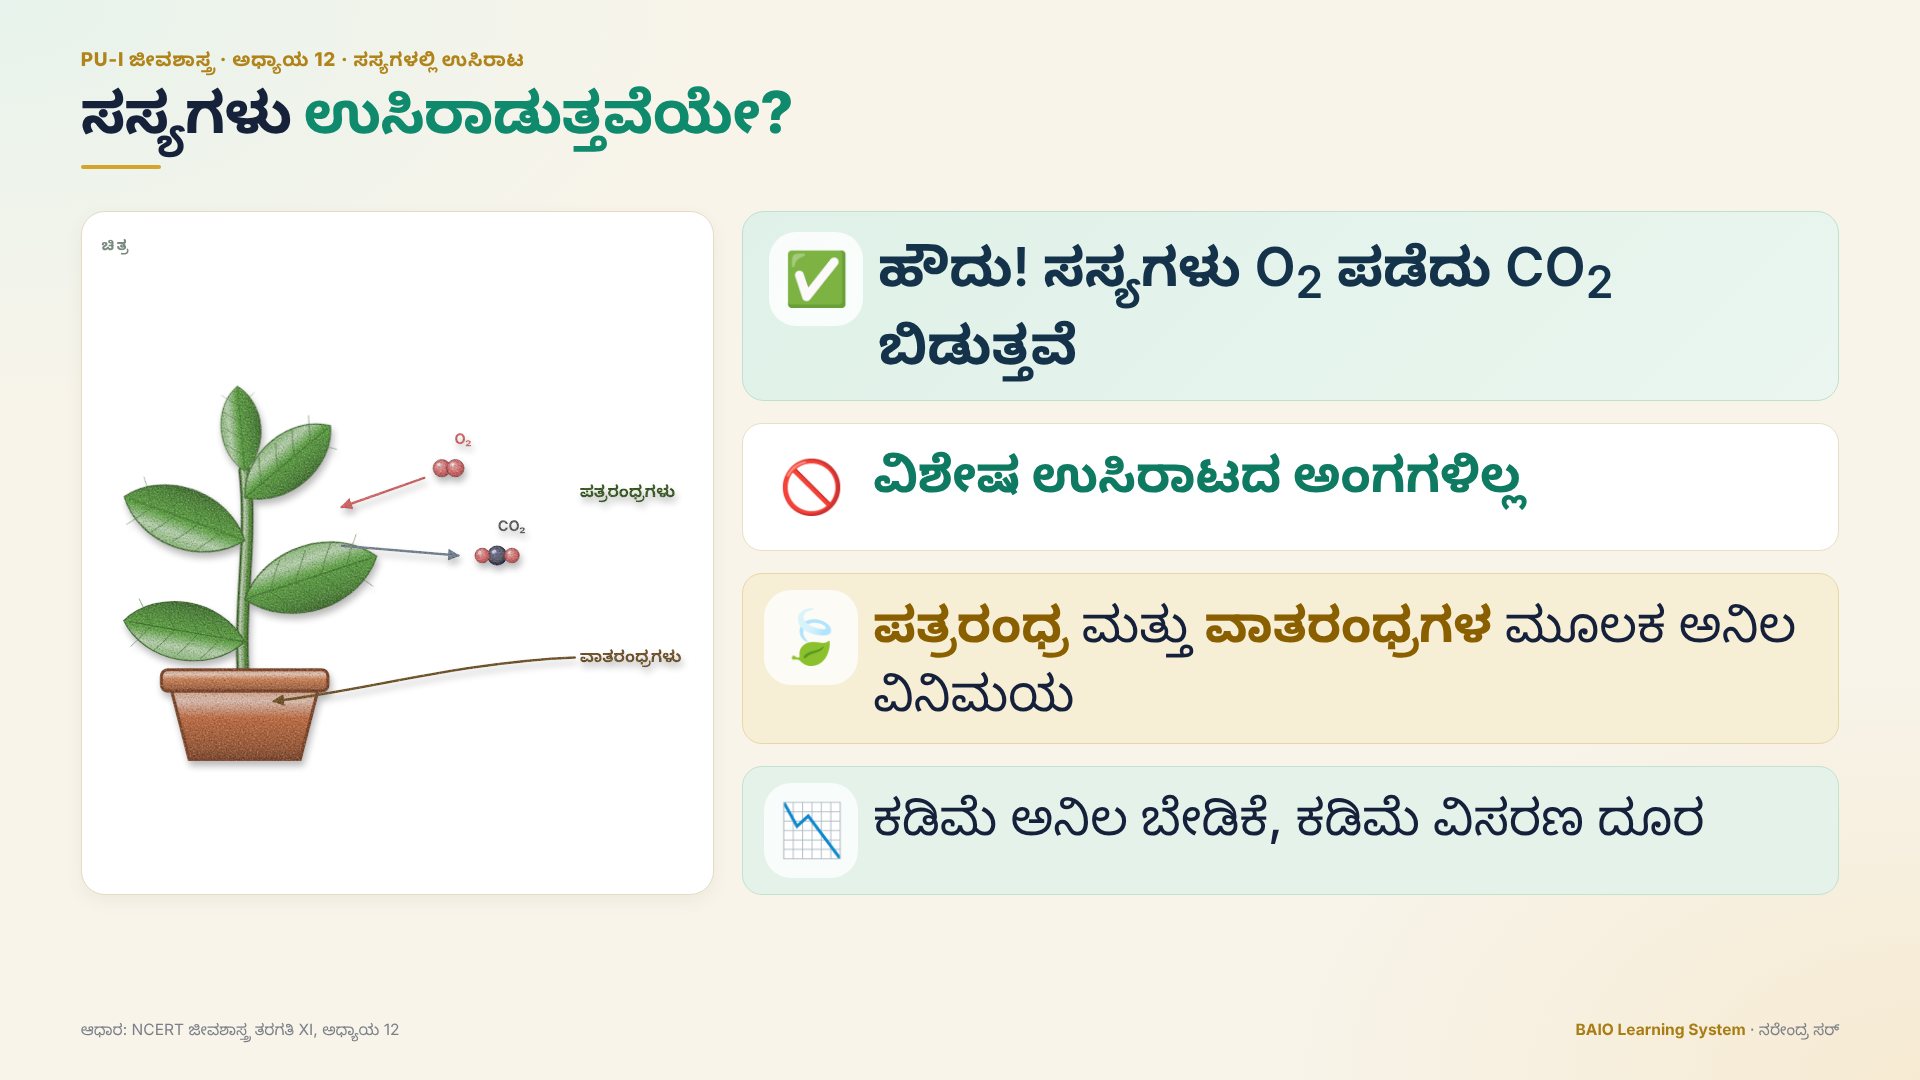 PU-I ಜೀವಶಾಸ್ತ್ರ · ಅಧ್ಯಾಯ 12 · ಸಸ್ಯಗಳಲ್ಲಿ ಉಸಿರಾಟ
ಸಸ್ಯಗಳು ಉಸಿರಾಡುತ್ತವೆಯೇ?
ಚಿತ್ರ
O₂
ಪತ್ರರಂಧ್ರಗಳು
CO₂
ವಾತರಂಧ್ರಗಳು
ಹೌದು! ಸಸ್ಯಗಳು O₂ ಪಡೆದು CO₂
ಬಿಡುತ್ತವೆ
ವಿಶೇಷ ಉಸಿರಾಟದ ಅಂಗಗಳಿಲ್ಲ
ಪತ್ರರಂಧ್ರ ಮತ್ತು ವಾತರಂಧ್ರಗಳ ಮೂಲಕ ಅನಿಲ
ವಿನಿಮಯ
ಕಡಿಮೆ ಅನಿಲ ಬೇಡಿಕೆ, ಕಡಿಮೆ ವಿಸರಣ ದೂರ
ಆಧಾರ: NCERT ಜೀವಶಾಸ್ತ್ರ ತರಗತಿ XI, ಅಧ್ಯಾಯ 12
BAIO Learning System · ನರೇಂದ್ರ ಸರ್